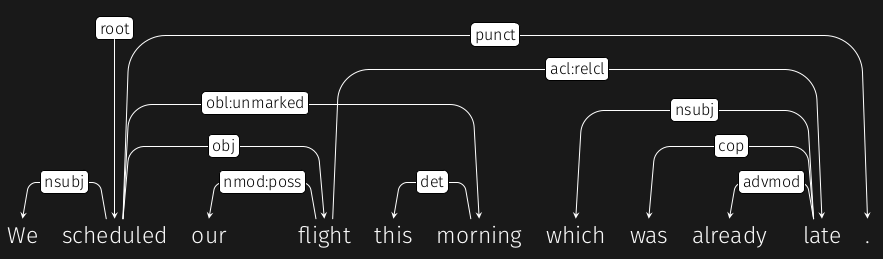 root
punct
acl:relcl
obl:unmarked
nsubj
obj
cop
nsubj
nmod:poss
det
advmod
We scheduled our flight this morning which was already late .